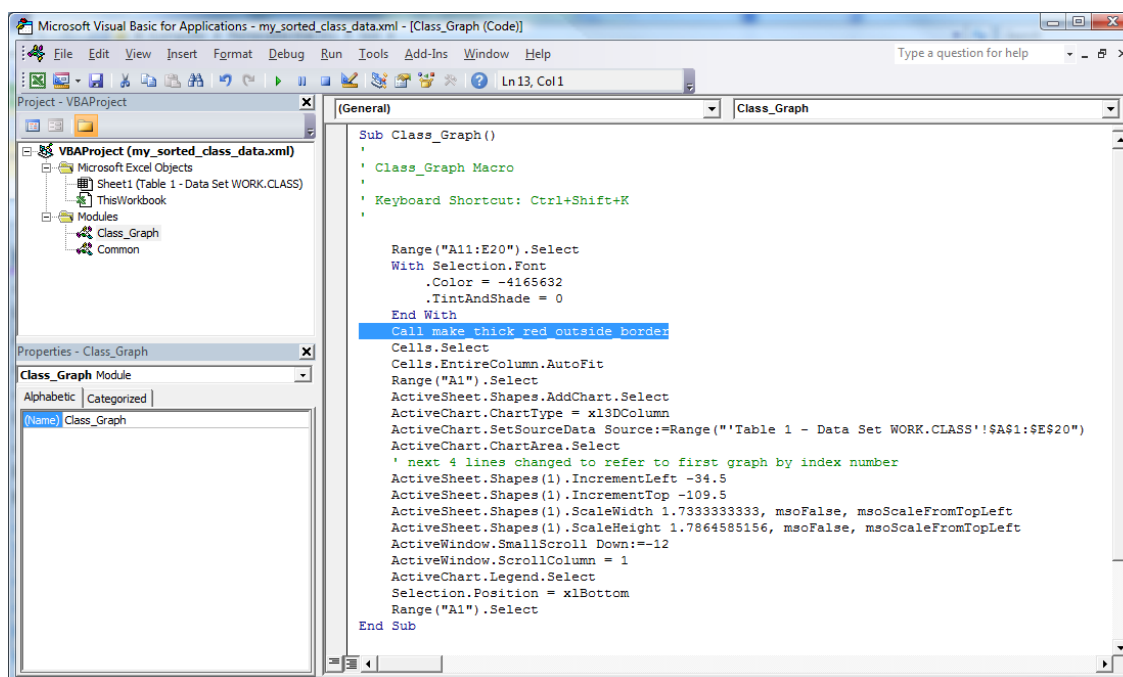 Microsoft Visual Basic for Applications - my_sorted_class_data.xml - [Class_Graph (Code)]
File Edit View Insert Format Debug Run Tools Add-Ins Window Help
Type a question for help
Ln 13, Col 1
Project - VBAProject
VBAProject (my_sorted_class_data.xml)
Microsoft Excel Objects
Sheet1 (Table 1 - Data Set WORK.CLASS)
ThisWorkbook
Modules
Class_Graph
Common
Properties - Class_Graph
Class_Graph Module
Alphabetic Categorized
(Name) Class_Graph
(General)
Class_Graph
Sub Class_Graph()
'
' Class_Graph Macro
'
' Keyboard Shortcut: Ctrl+Shift+K
'
Range("A11:E20").Select
With Selection.Font
.Color = -4165632
.TintAndShade = 0
End With
Call make_thick_red_outside_border
Cells.Select
Cells.EntireColumn.AutoFit
Range("A1").Select
ActiveSheet.Shapes.AddChart.Select
ActiveChart.ChartType = xl3DColumn
ActiveChart.SetSourceData Source:=Range("'Table 1 - Data Set WORK.CLASS'!$A$1:$E$20")
ActiveChart.ChartArea.Select
' next 4 lines changed to refer to first graph by index number
ActiveSheet.Shapes(1).IncrementLeft -34.5
ActiveSheet.Shapes(1).IncrementTop -109.5
ActiveSheet.Shapes(1).ScaleWidth 1.7333333333, msoFalse, msoScaleFromTopLeft
ActiveSheet.Shapes(1).ScaleHeight 1.7864585156, msoFalse, msoScaleFromTopLeft
ActiveWindow.SmallScroll Down:=-12
ActiveWindow.ScrollColumn = 1
ActiveChart.Legend.Select
Selection.Position = xlBottom
Range("A1").Select
End Sub